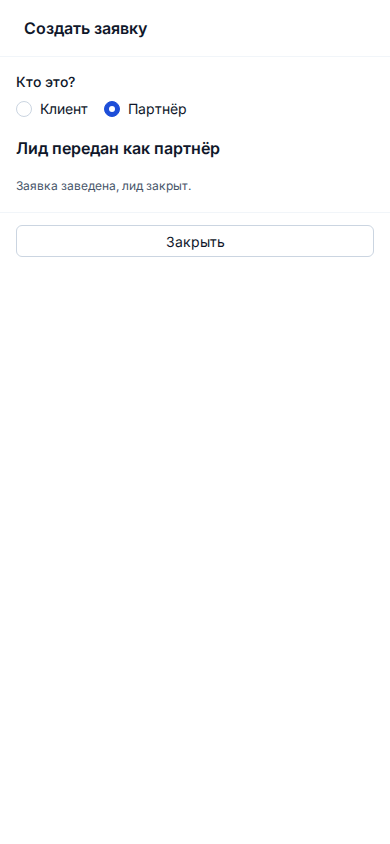 Создать заявку
Кто это?
Клиент Партнёр
Лид передан как партнёр
Заявка заведена, лид закрыт.
Закрыть